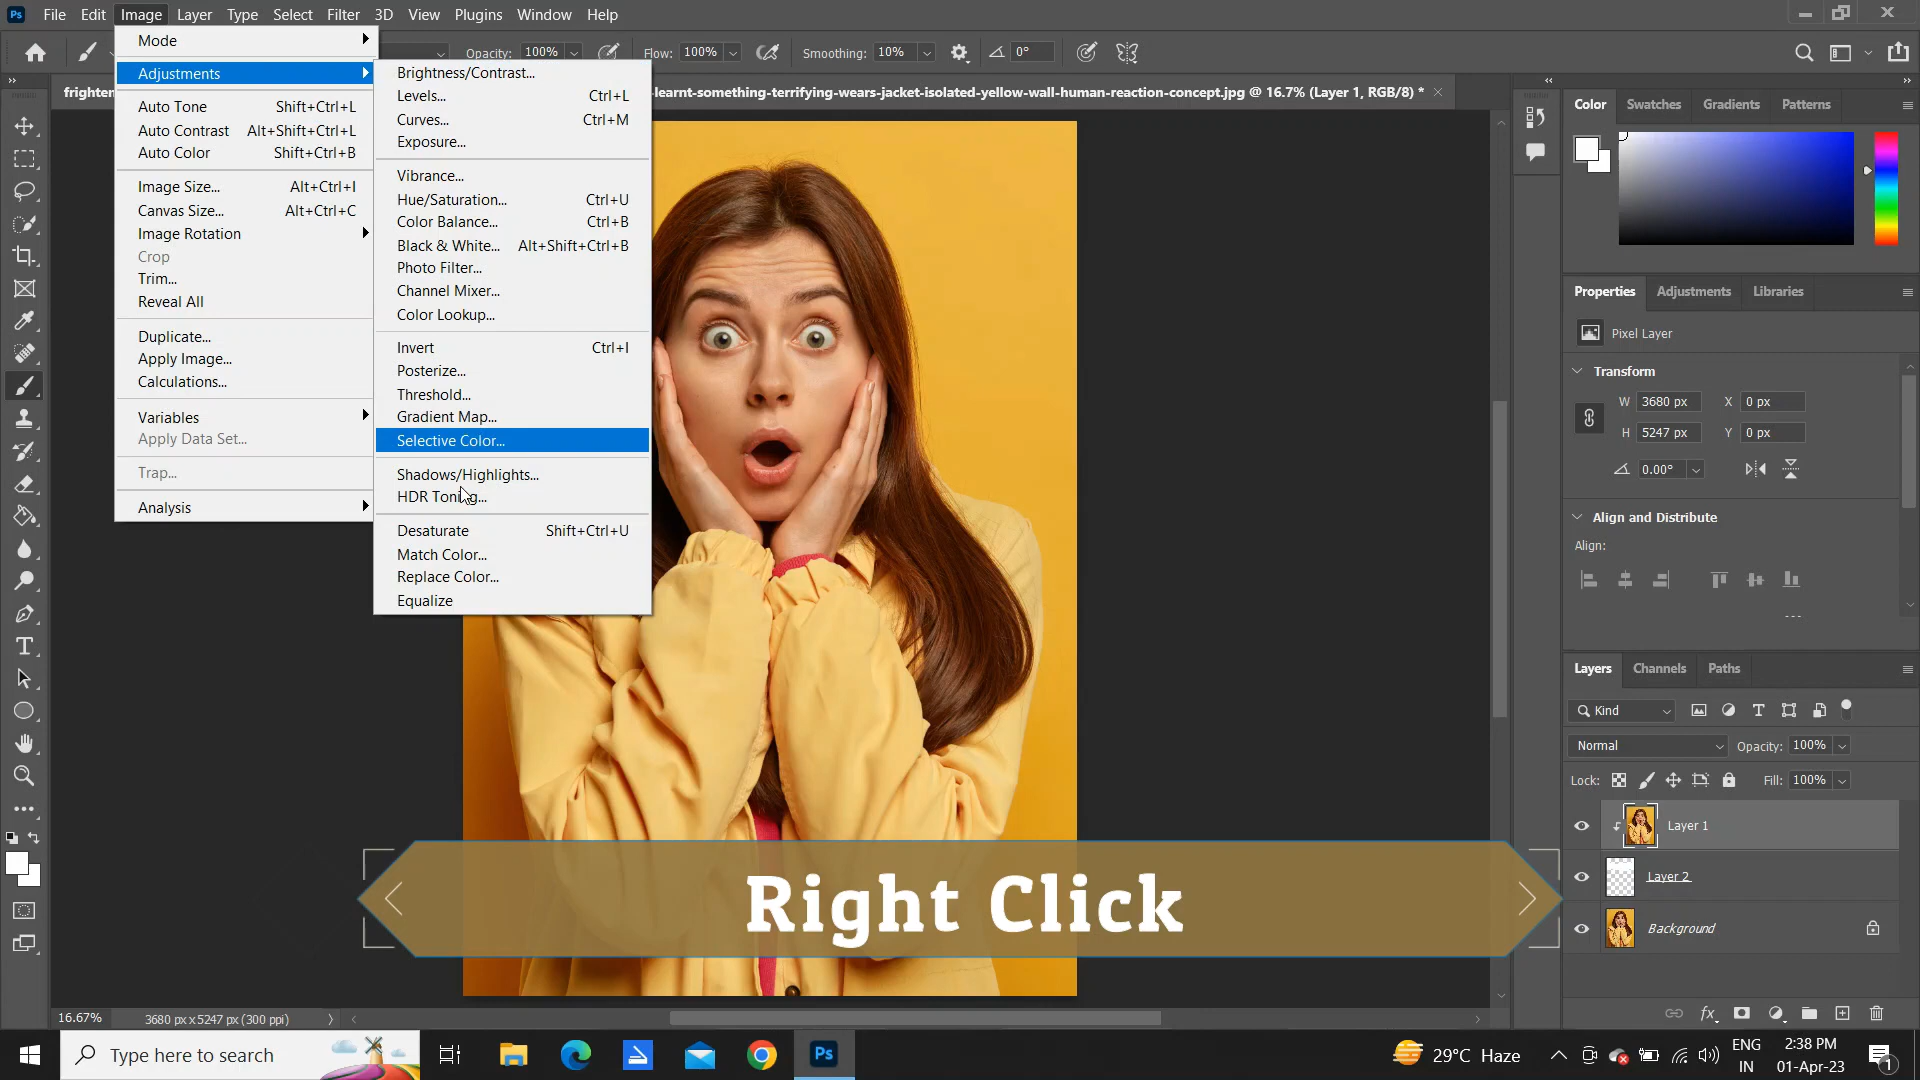 Ps File Edit Image Layer Type Select Filter 3D View Plugins Window Help
Opacity: 100% Flow: 100% Smoothing: 10% 0°
frighten
-learnt-something-terrifying-wears-jacket-isolated-yellow-wall-human-reaction-concept.jpg @ 16.7% (Layer 1, RGB/8) *
Mode
Adjustments
Auto Tone Shift+Ctrl+L
Auto Contrast Alt+Shift+Ctrl+L
Auto Color Shift+Ctrl+B
Image Size... Alt+Ctrl+I
Canvas Size... Alt+Ctrl+C
Image Rotation
Crop
Trim...
Reveal All
Duplicate...
Apply Image...
Calculations...
Variables
Apply Data Set...
Trap...
Analysis
Brightness/Contrast...
Levels... Ctrl+L
Curves... Ctrl+M
Exposure...
Vibrance...
Hue/Saturation... Ctrl+U
Color Balance... Ctrl+B
Black & White... Alt+Shift+Ctrl+B
Photo Filter...
Channel Mixer...
Color Lookup...
Invert Ctrl+I
Posterize...
Threshold...
Gradient Map...
Selective Color...
Shadows/Highlights...
HDR Toning...
Desaturate Shift+Ctrl+U
Match Color...
Replace Color...
Equalize
Color Swatches Gradients Patterns
Properties Adjustments Libraries
Pixel Layer
Transform
W 3680 px X 0 px
H 5247 px Y 0 px
0.00°
Align and Distribute
Align:
Layers Channels Paths
Kind
Normal Opacity: 100%
Lock: Fill: 100%
Layer 1
Layer 2
Background
Right Click
16.67% 3680 px x 5247 px (300 ppi)
Type here to search
Ps
29°C Haze
ENG
IN
2:38 PM
01-Apr-23
1